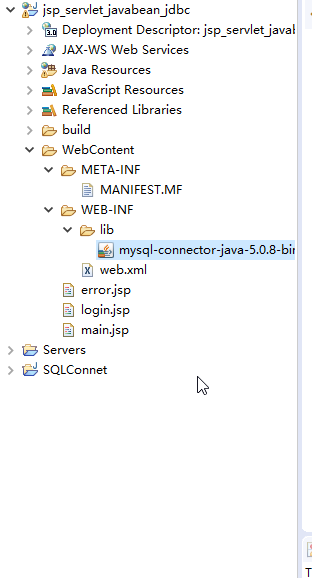 jsp_servlet_javabean_jdbc
Deployment Descriptor: jsp_servlet_javab
JAX-WS Web Services
Java Resources
JavaScript Resources
Referenced Libraries
build
WebContent
META-INF
MANIFEST.MF
WEB-INF
lib
mysql-connector-java-5.0.8-bin
web.xml
error.jsp
login.jsp
main.jsp
Servers
SQLConnet